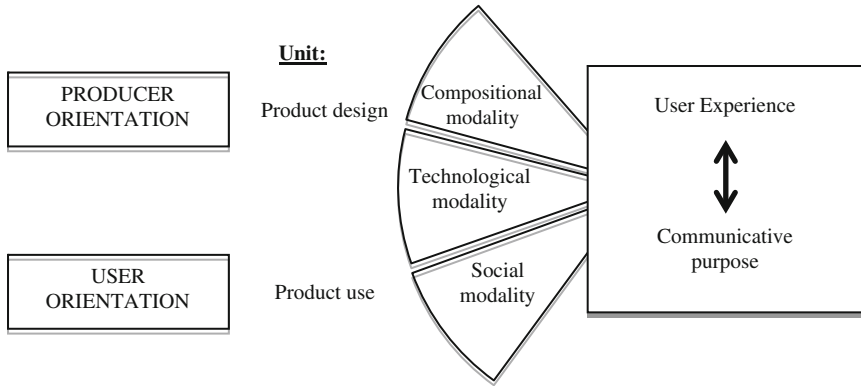 Unit:
PRODUCER
ORIENTATION
Product design
Compositional
modality
User Experience
Technological
modality
Communicative
purpose
USER
ORIENTATION
Product use
Social
modality